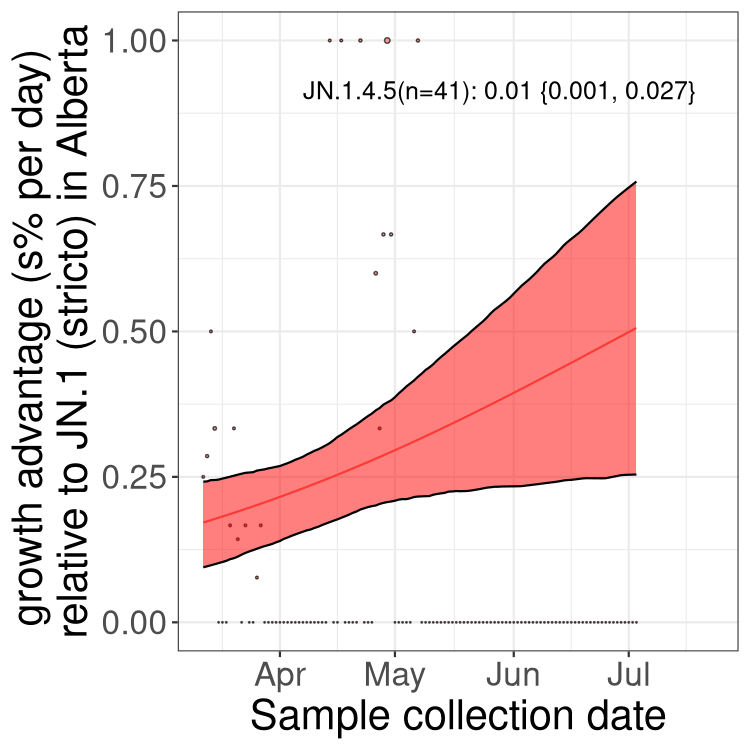 growth advantage (s% per day)
relative to JN.1 (stricto) in Alberta
1.00
0.75
0.50
0.25
0.00
JN.1.4.5(n=41): 0.01 {0.001, 0.027}
Apr May Jun Jul
Sample collection date